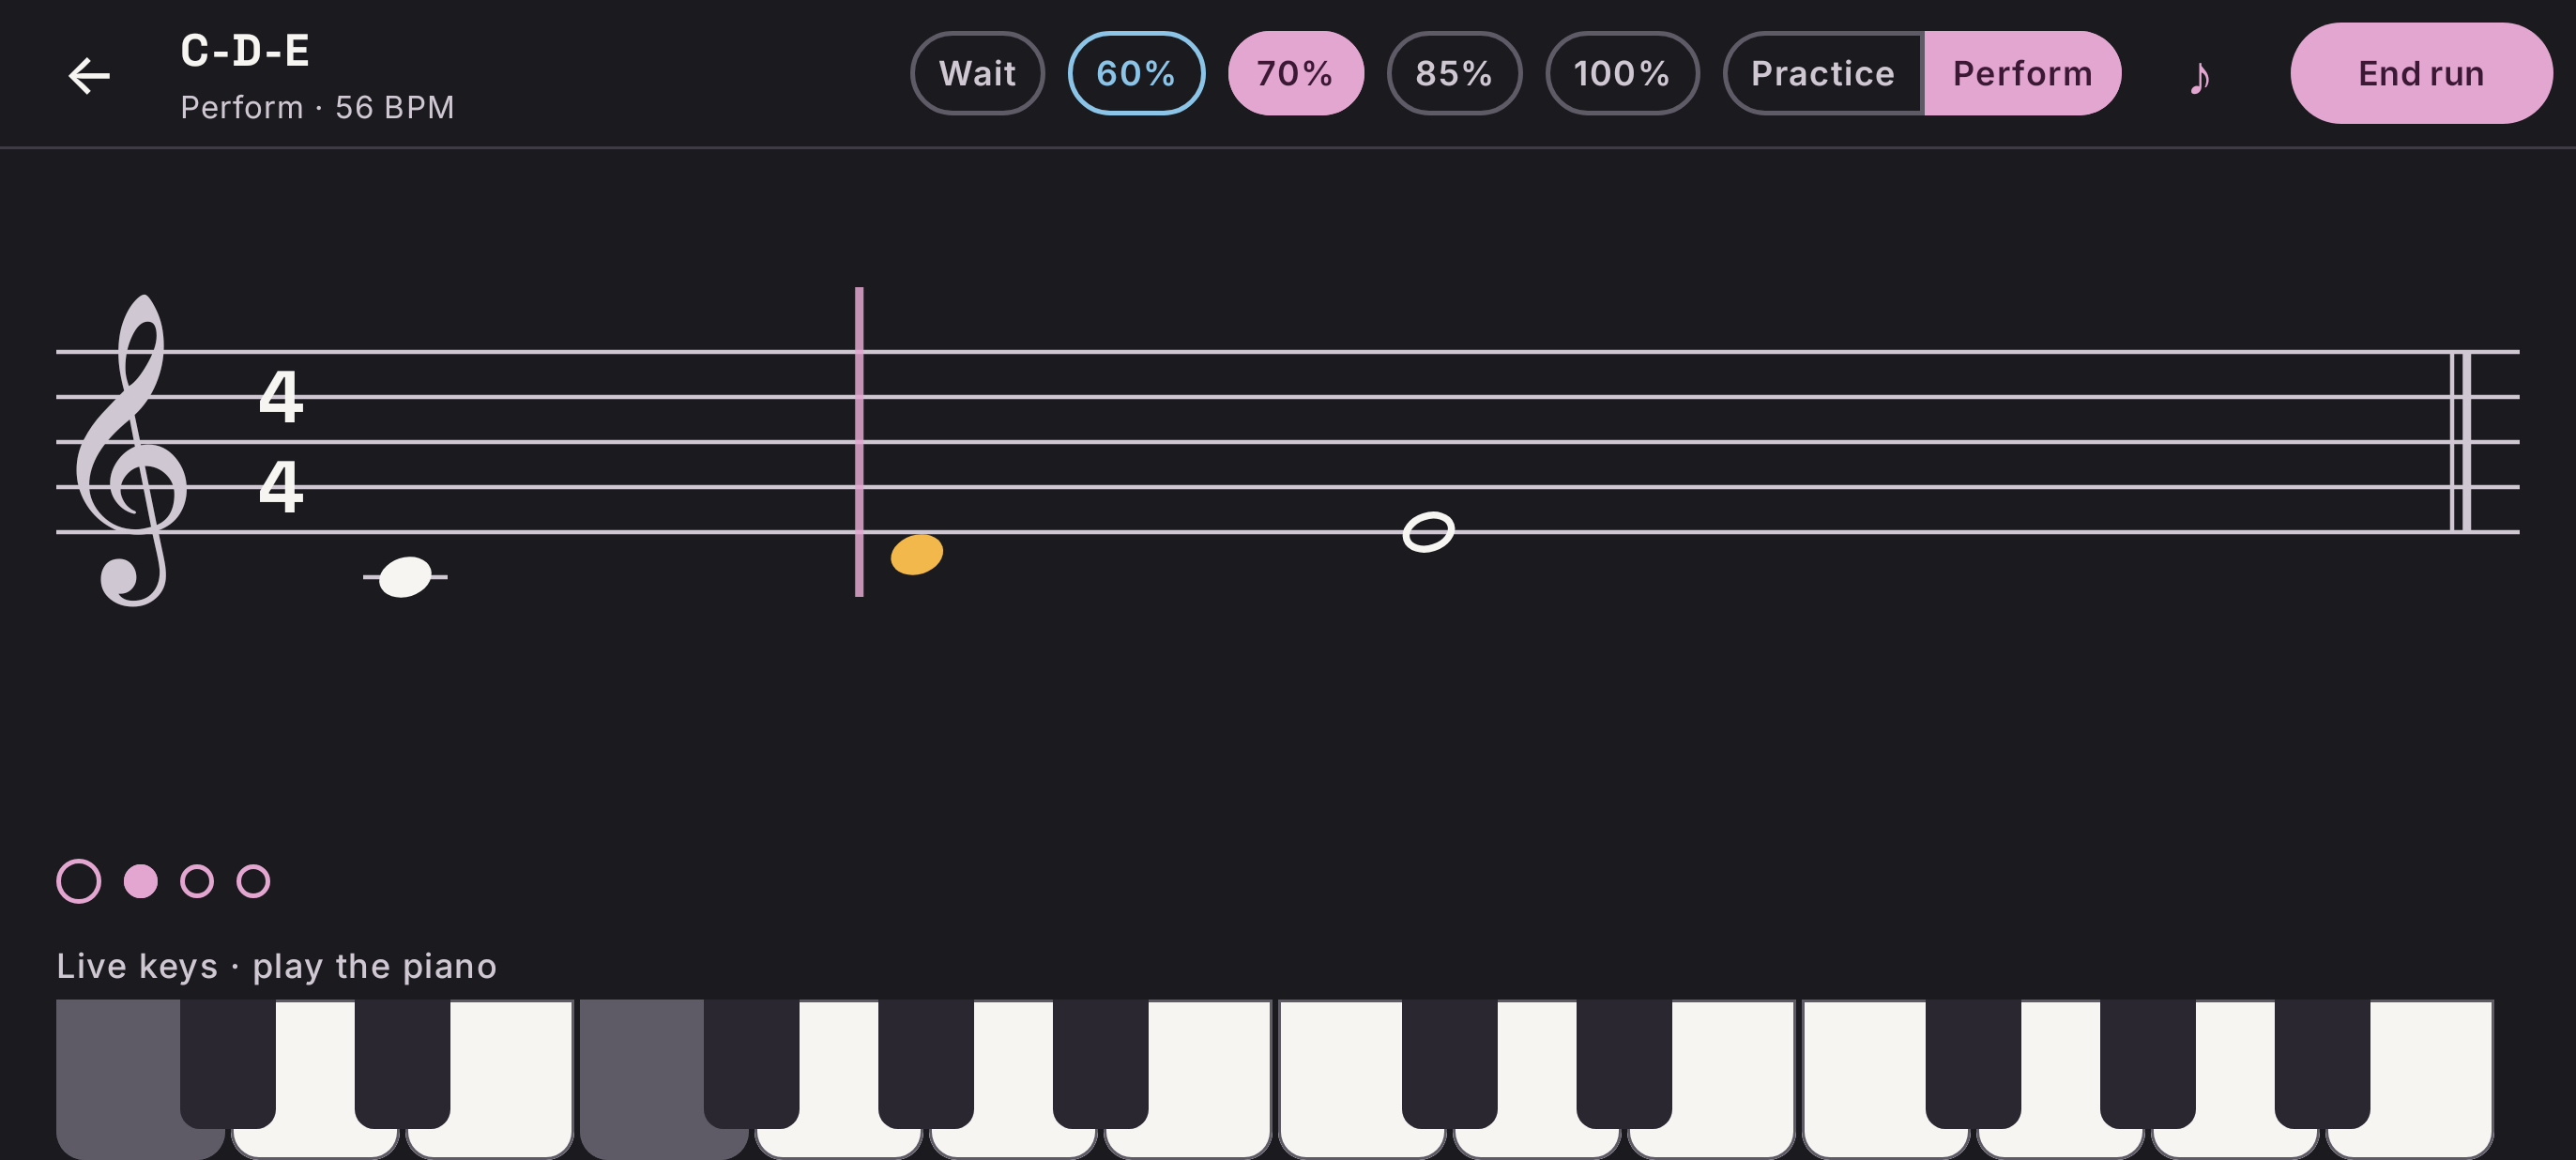 C-D-E
Perform · 56 BPM
Wait 60% 70% 85% 100% Practice Perform ♪ End run
4
4
Live keys · play the piano